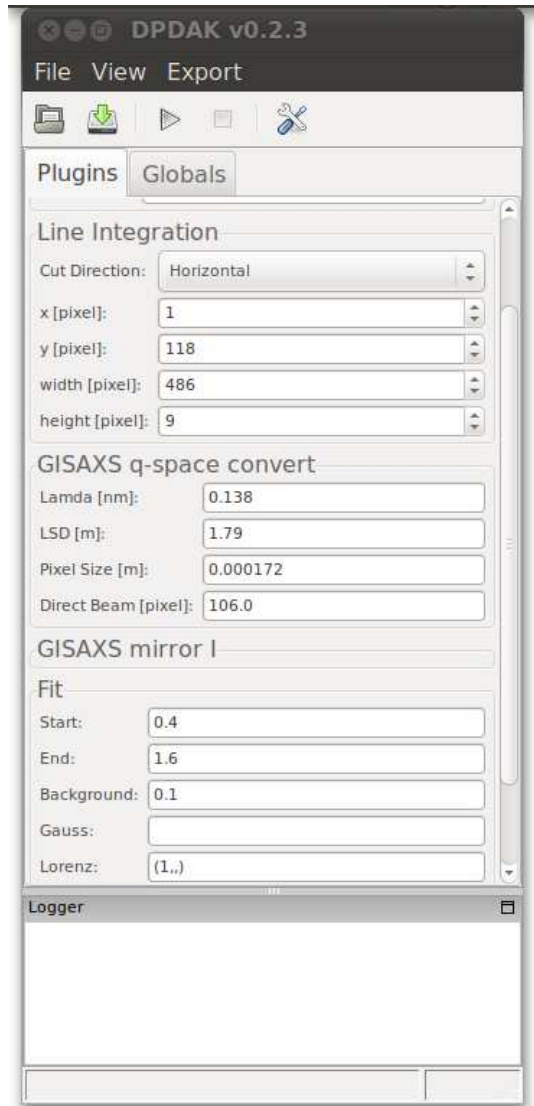 DPDAK v0.2.3
File View Export
Plugins Globals
Line Integration
Cut Direction: Horizontal
x [pixel]: 1
y [pixel]: 118
width [pixel]: 486
height [pixel]: 9
GISAXS q-space convert
Lamda [nm]: 0.138
LSD [m]: 1.79
Pixel Size [m]: 0.000172
Direct Beam [pixel]: 106.0
GISAXS mirror I
Fit
Start: 0.4
End: 1.6
Background: 0.1
Gauss:
Lorenz: (1,,)
Logger